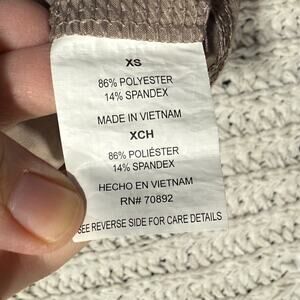 XS
86% POLYESTER
14% SPANDEX
MADE IN VIETNAM
XCH
86% POLIÉSTER
14% SPANDEX
HECHO EN VIETNAM
RN# 70892
SEE REVERSE SIDE FOR CARE DETAILS